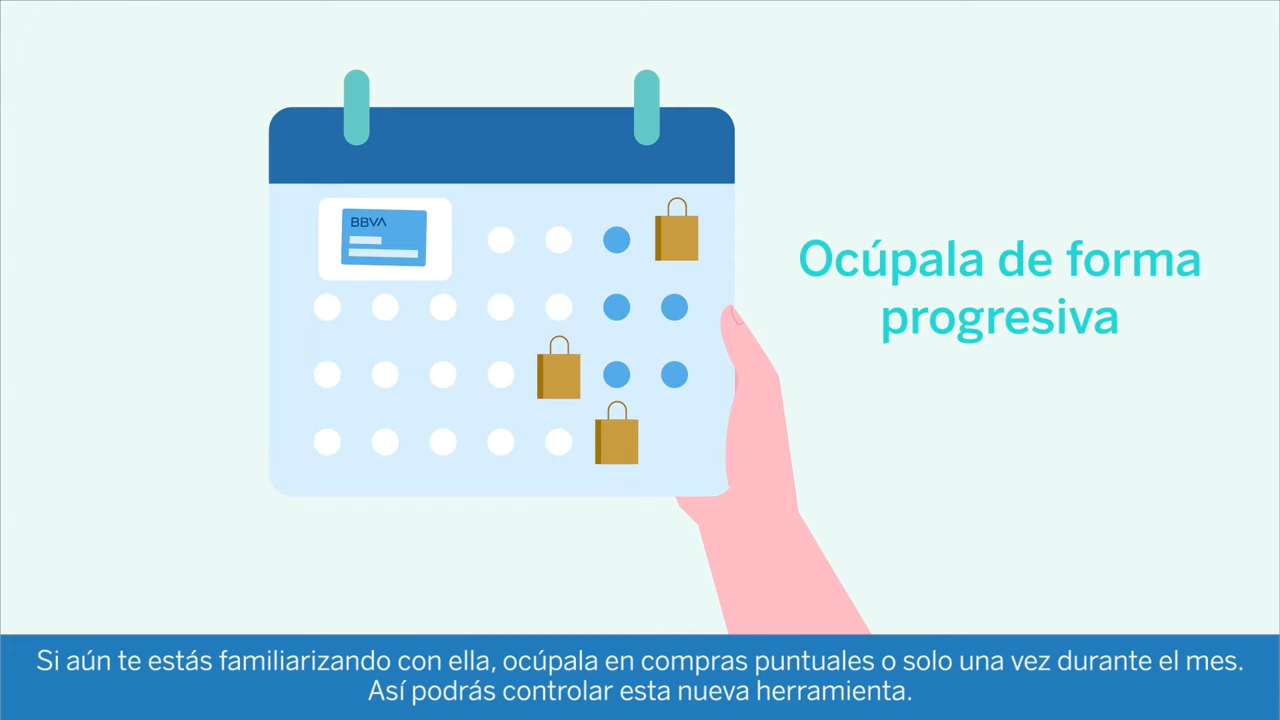 BBVA
Ocúpala de forma
progresiva
Si aún te estás familiarizando con ella, ocúpala en compras puntuales o solo una vez durante el mes.
Así podrás controlar esta nueva herramienta.